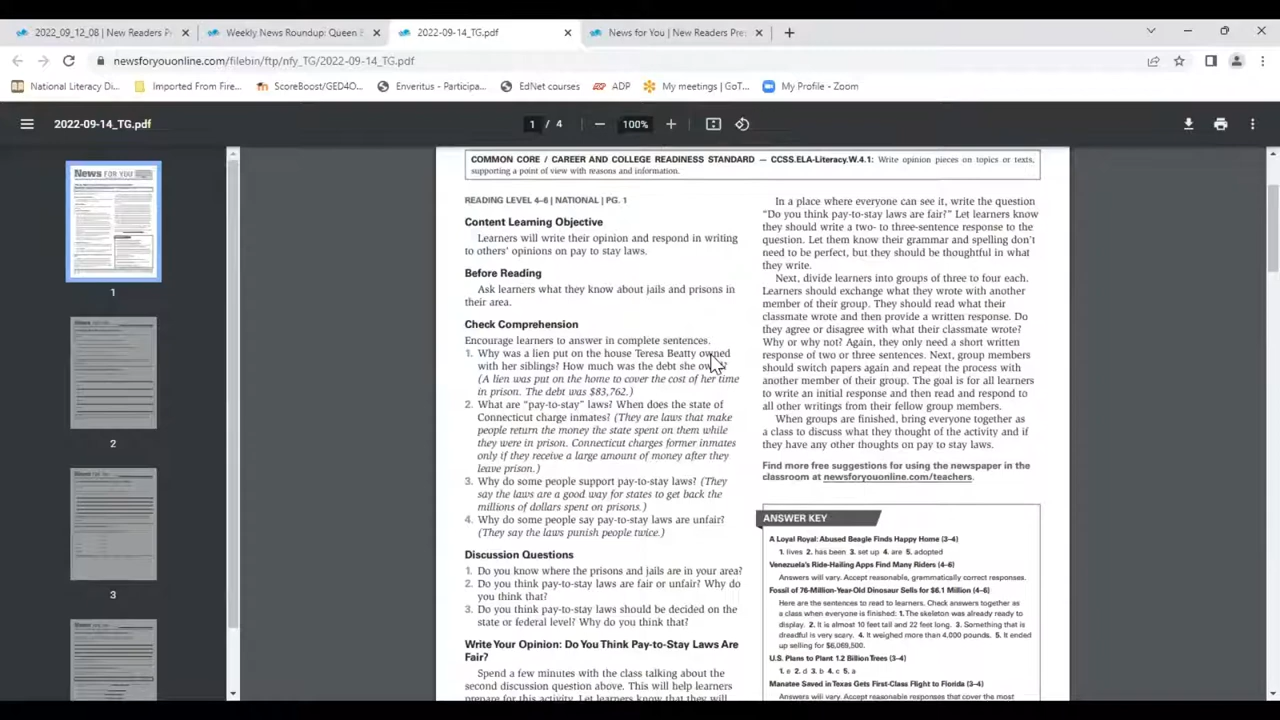 2022_09_12_08 | New Readers P
Weekly News Roundup: Queen E
2022-09-14_TG.pdf
News for You | New Readers Pre
newsforyouonline.com/filebin/ftp/nfy_TG/2022-09-14_TG.pdf
National Literacy Di...
Imported From Fire...
ScoreBoost/GED4O...
Enveritus - Participa...
EdNet courses
ADP
My meetings | GoT...
My Profile - Zoom
2022-09-14_TG.pdf
1 / 4
100%
1
2
3
News FOR YOU
COMMON CORE / CAREER AND COLLEGE READINESS STANDARD — CCSS.ELA-Literacy.W.4.1: Write opinion pieces on topics or texts,
supporting a point of view with reasons and information.
READING LEVEL 4–6 | NATIONAL | PG. 1
Content Learning Objective
Learners will write their opinion and respond in writing
to others' opinions on pay to stay laws.
Before Reading
Ask learners what they know about jails and prisons in
their area.
Check Comprehension
Encourage learners to answer in complete sentences.
1. Why was a lien put on the house Teresa Beatty owned
with her siblings? How much was the debt she
(A lien was put on the home to cover the cost of her time
in prison. The debt was $83,762.)
2. What are “pay-to-stay” laws? When does the state of
Connecticut charge inmates? (They are laws that make
people return the money the state spent on them while
they were in prison. Connecticut charges former inmates
only if they receive a large amount of money after they
leave prison.)
3. Why do some people support pay-to-stay laws? (They
say the laws are a good way for states to get back the
millions of dollars spent on prisons.)
4. Why do some people say pay-to-stay laws are unfair?
(They say the laws punish people twice.)
Discussion Questions
1. Do you know where the prisons and jails are in your area?
2. Do you think pay-to-stay laws are fair or unfair? Why do
you think that?
3. Do you think pay-to-stay laws should be decided on the
state or federal level? Why do you think that?
Write Your Opinion: Do You Think Pay-to-Stay Laws Are
Fair?
Spend a few minutes with the class talking about the
second discussion question above. This will help learners
prepare for this activity. Let learners know that they will
In a place where everyone can see it, write the question
“Do you think pay-to-stay laws are fair?” Let learners know
they should write a two- to three-sentence response to the
question. Let them know their grammar and spelling don't
need to be perfect, but they should be thoughtful in what
they write.
Next, divide learners into groups of three to four each.
Learners should exchange what they wrote with another
member of their group. They should read what their
classmate wrote and then provide a written response. Do
they agree or disagree with what their classmate wrote?
Why or why not? Again, they only need a short written
response of two or three sentences. Next, group members
should switch papers again and repeat the process with
another member of their group. The goal is for all learners
to write an initial response and then read and respond to
all other writings from their fellow group members.
When groups are finished, bring everyone together as
a class to discuss what they thought of the activity and if
they have any other thoughts on pay to stay laws.
Find more free suggestions for using the newspaper in the
classroom at newsforyouonline.com/teachers.
ANSWER KEY
A Loyal Royal: Abused Beagle Finds Happy Home (3–4)
1. lives 2. has been 3. set up 4. are 5. adopted
Venezuela's Ride-Hailing Apps Find Many Riders (4–6)
Answers will vary. Accept reasonable, grammatically correct responses.
Fossil of 76-Million-Year-Old Dinosaur Sells for $6.1 Million (4–6)
Here are the sentences to read to learners. Check answers together as
a class when everyone is finished: 1. The skeleton was already ready to
display. 2. It is almost 10 feet tall and 22 feet long. 3. Something that is
dreadful is very scary. 4. It weighed more than 4,000 pounds. 5. It ended
up selling for $6,069,500.
U.S. Plans to Plant 1.2 Billion Trees (3–4)
1. e 2. d 3. b 4. c 5. a
Manatee Saved in Texas Gets First-Class Flight to Florida (3–4)
Answers will vary. Accept reasonable responses that cover the most